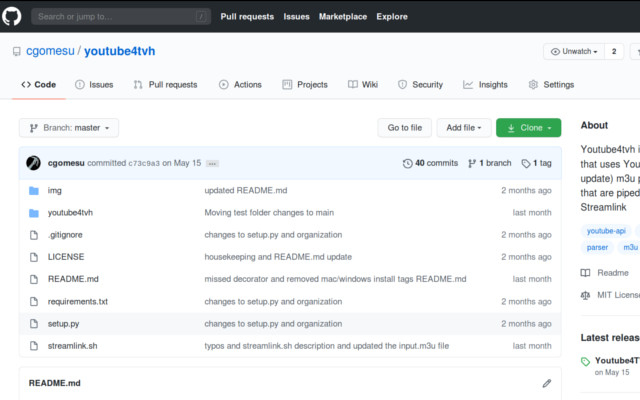 Search or jump to... /
Pull requests Issues Marketplace Explore
cgomesu / youtube4tvh
Unwatch 2
Code Issues Pull requests Actions Projects Wiki Security Insights Settings
Branch: master Go to file Add file Clone
cgomesu committed c73c9a3 on May 15 ... 40 commits 1 branch 1 tag
img updated README.md 2 months ago
youtube4tvh Moving test folder changes to main last month
.gitignore changes to setup.py and organization 2 months ago
LICENSE housekeeping and README.md update 2 months ago
README.md missed decorator and removed mac/windows install tags README.md last month
requirements.txt changes to setup.py and organization 2 months ago
setup.py changes to setup.py and organization 2 months ago
streamlink.sh typos and streamlink.sh description and updated the input.m3u file last month
README.md
About
Youtube4tvh i
that uses You
update) m3u p
that are piped
Streamlink
youtube-api
parser m3u
Readme
MIT License
Latest releas
Youtube4T
on May 15